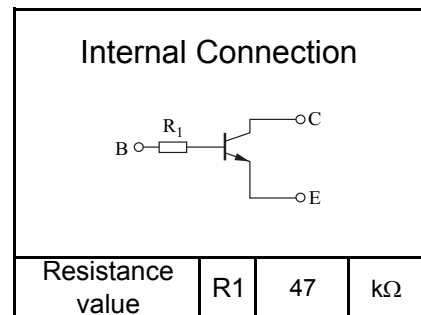 Internal Connection
R₁
C
B
E
Resistance value R1 47 kΩ